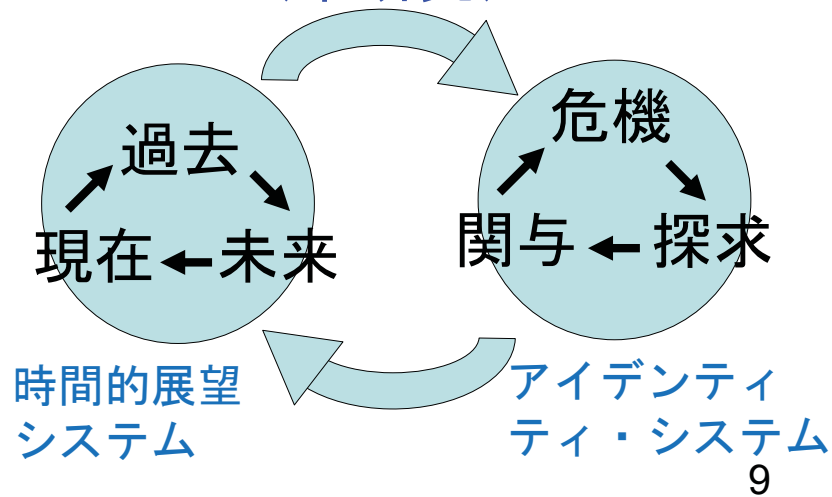 過去
現在 未来
危機
関与 探求
時間的展望
システム
アイデンティ
ティ・システム
9